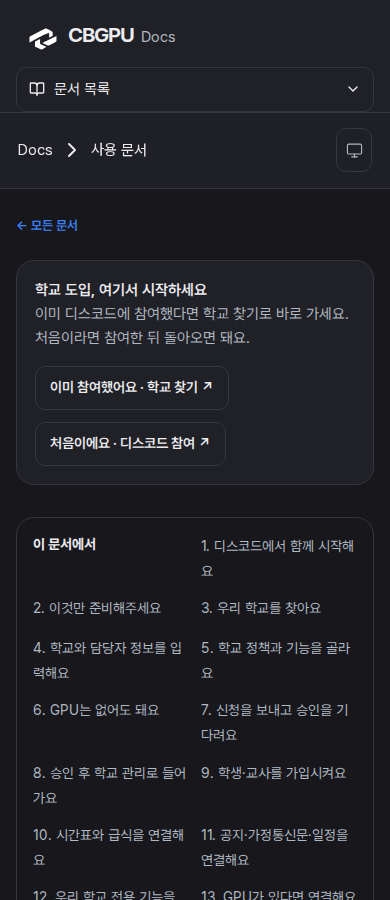 CBGPU Docs
문서 목록
Docs > 사용 문서
← 모든 문서
학교 도입, 여기서 시작하세요
이미 디스코드에 참여했다면 학교 찾기로 바로 가세요.
처음이라면 참여한 뒤 돌아오면 돼요.
이미 참여했어요 · 학교 찾기 ↗
처음이에요 · 디스코드 참여 ↗
이 문서에서
1. 디스코드에서 함께 시작해
요
2. 이것만 준비해주세요
3. 우리 학교를 찾아요
4. 학교와 담당자 정보를 입
력해요
5. 학교 정책과 기능을 골라
요
6. GPU는 없어도 돼요
7. 신청을 보내고 승인을 기
다려요
8. 승인 후 학교 관리로 들어
가요
9. 학생·교사를 가입시켜요
10. 시간표와 급식을 연결해
요
11. 공지·가정통신문·일정을
연결해요
12. 우리 학교 전용 기능을
13. GPU가 있다면 연결해요